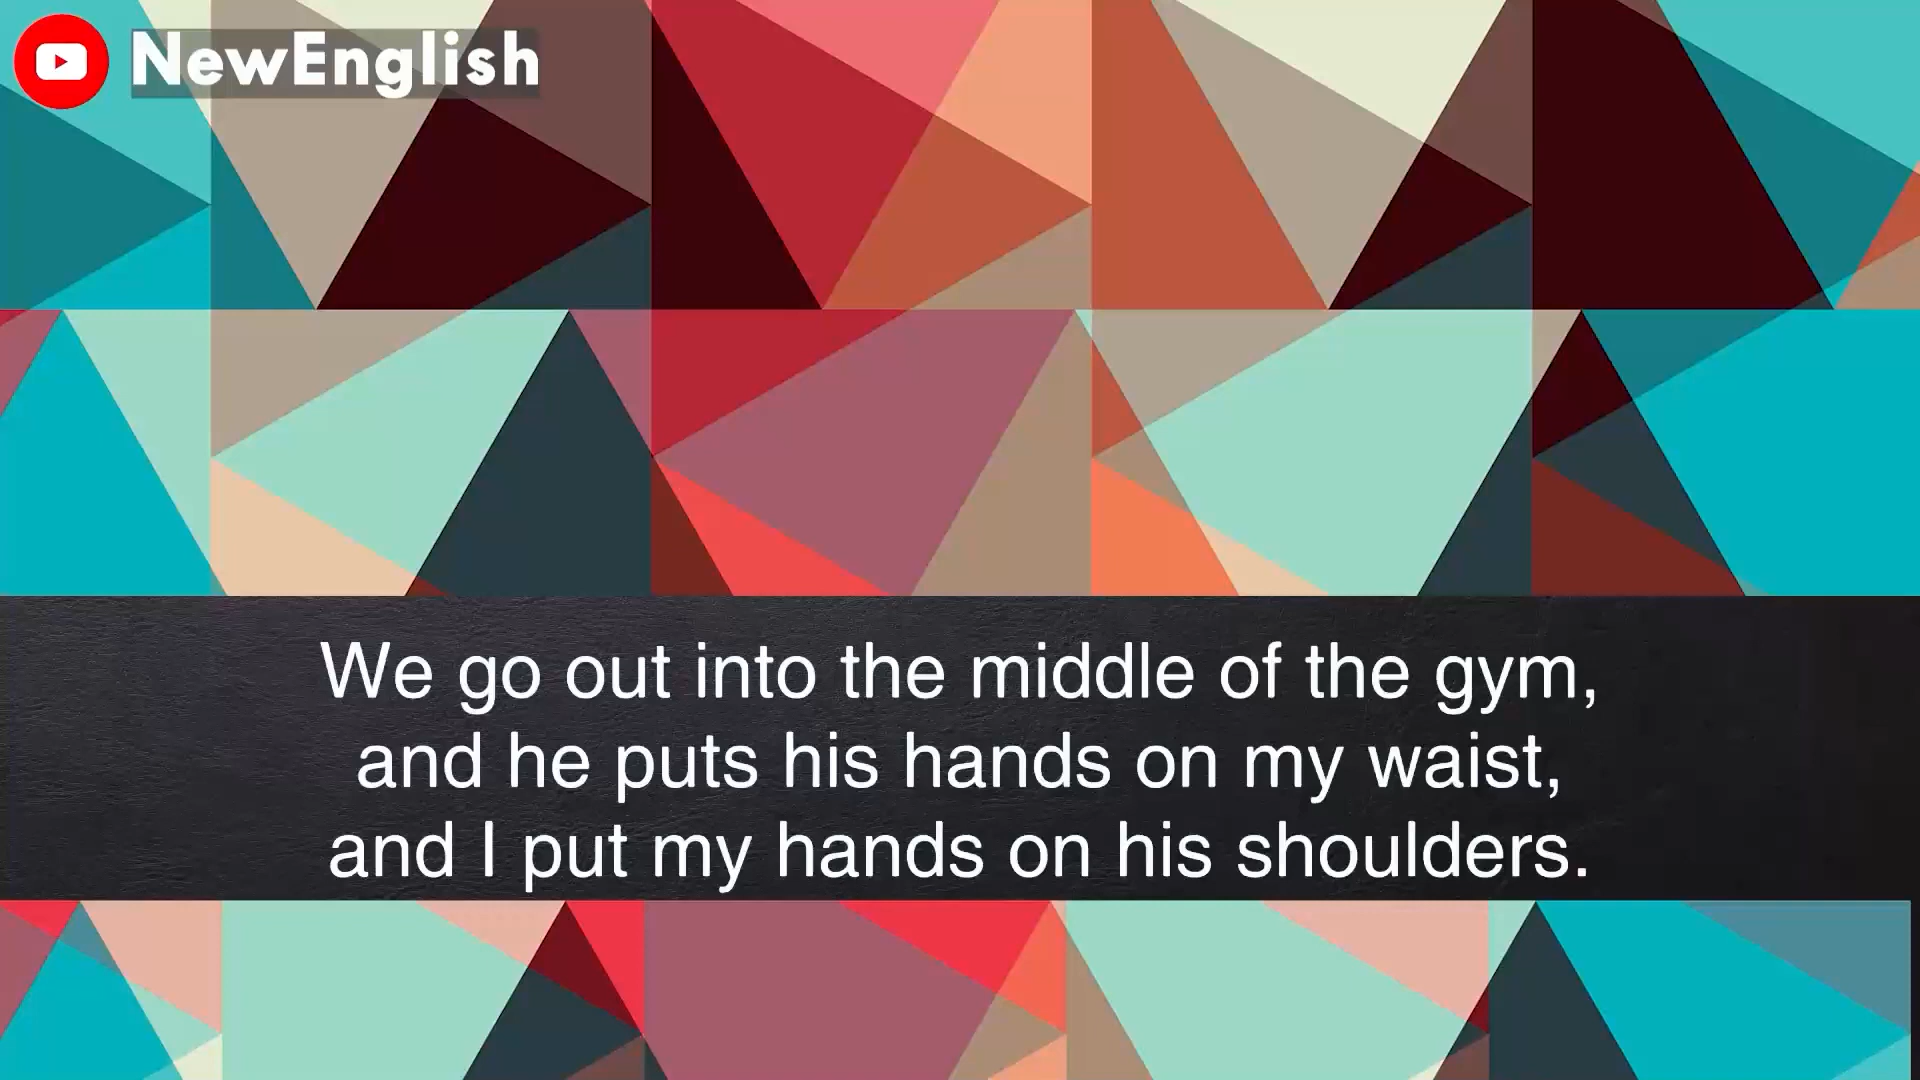 NewEnglish
We go out into the middle of the gym,
and he puts his hands on my waist,
and I put my hands on his shoulders.